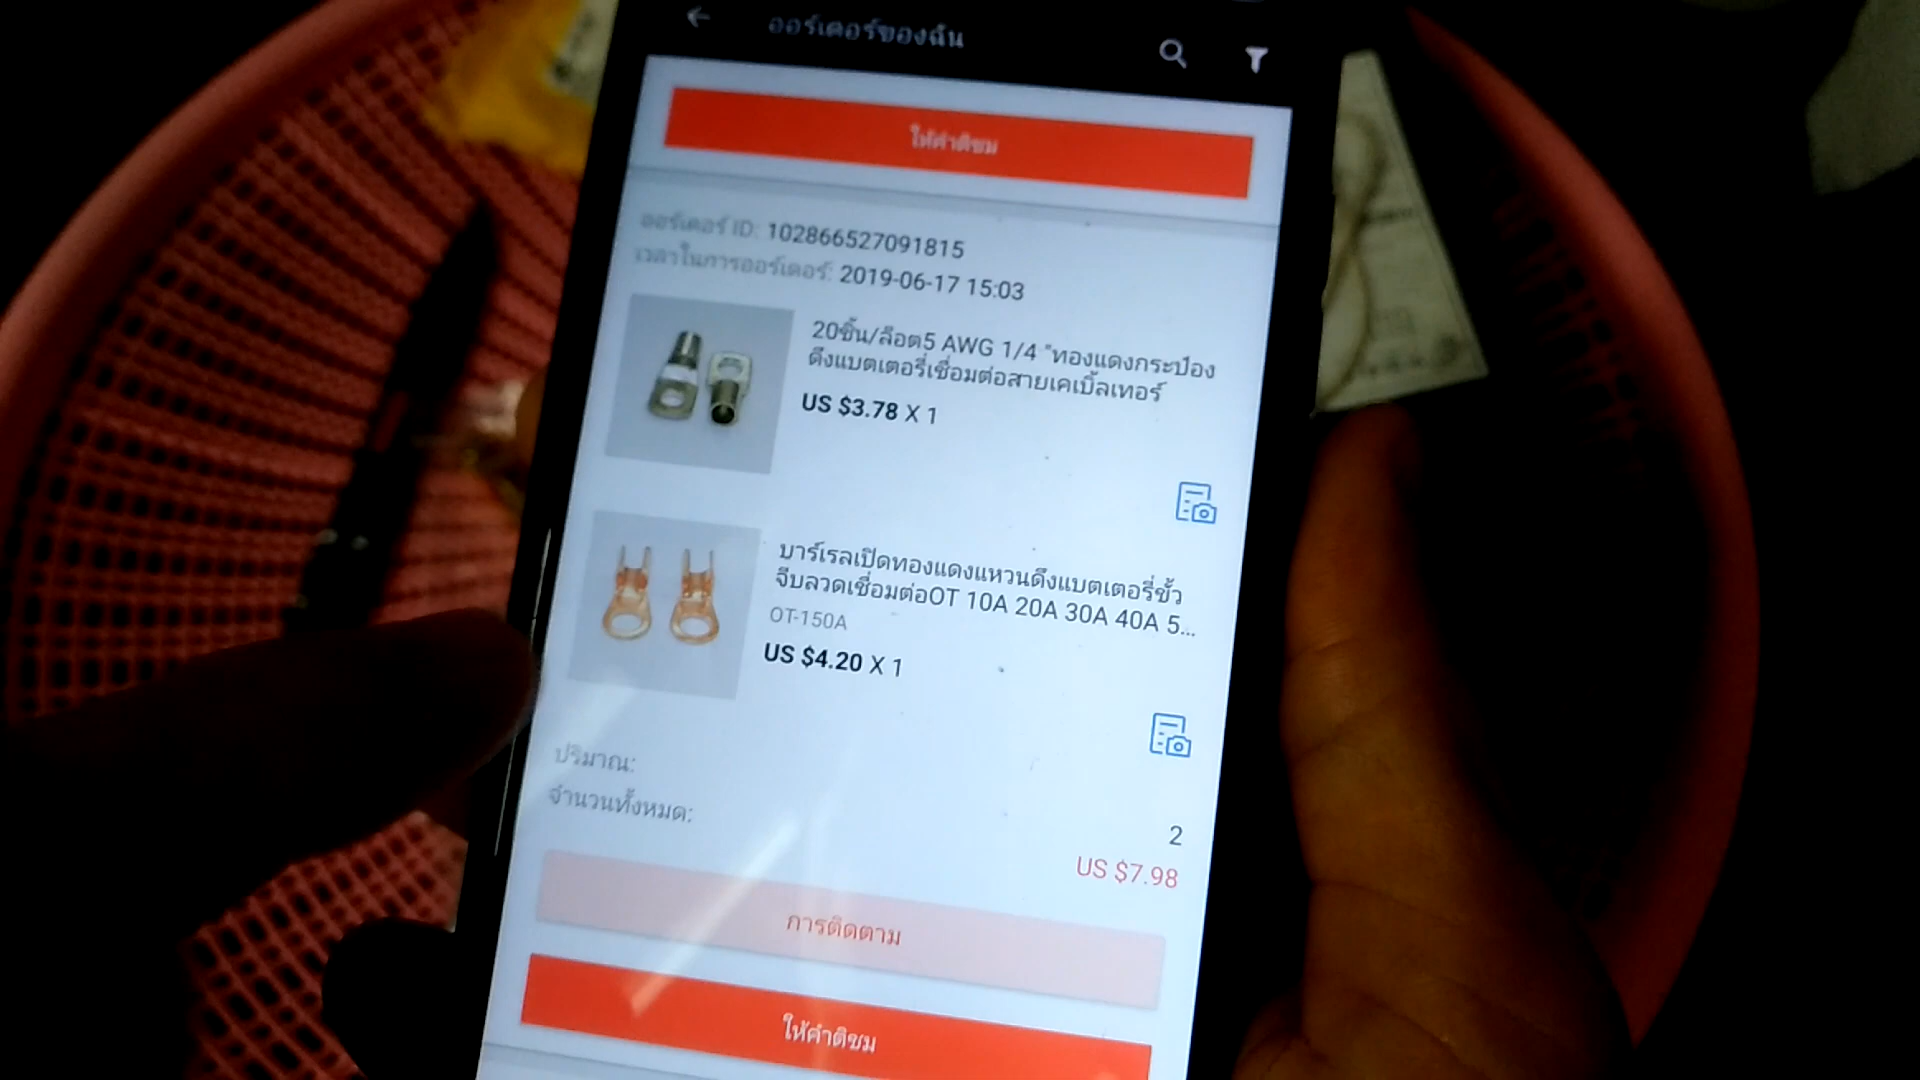 ออร์เดอร์ของฉัน
ให้คำติชม
ออร์เดอร์ ID: 102866527091815
เวลาในการออร์เดอร์: 2019-06-17 15:03
20ชิ้น/ล็อต5 AWG 1/4 "ทองแดงกระป๋อง
ดึงแบตเตอรี่เชื่อมต่อสายเคเบิ้ลเทอร์
US $3.78 X 1
บาร์เรลเปิดทองแดงแหวนดึงแบตเตอรี่ขั้ว
จีบลวดเชื่อมต่อOT 10A 20A 30A 40A 5...
OT-150A
US $4.20 X 1
ปริมาณ:
2
จำนวนทั้งหมด:
US $7.98
การติดตาม
ให้คำติชม